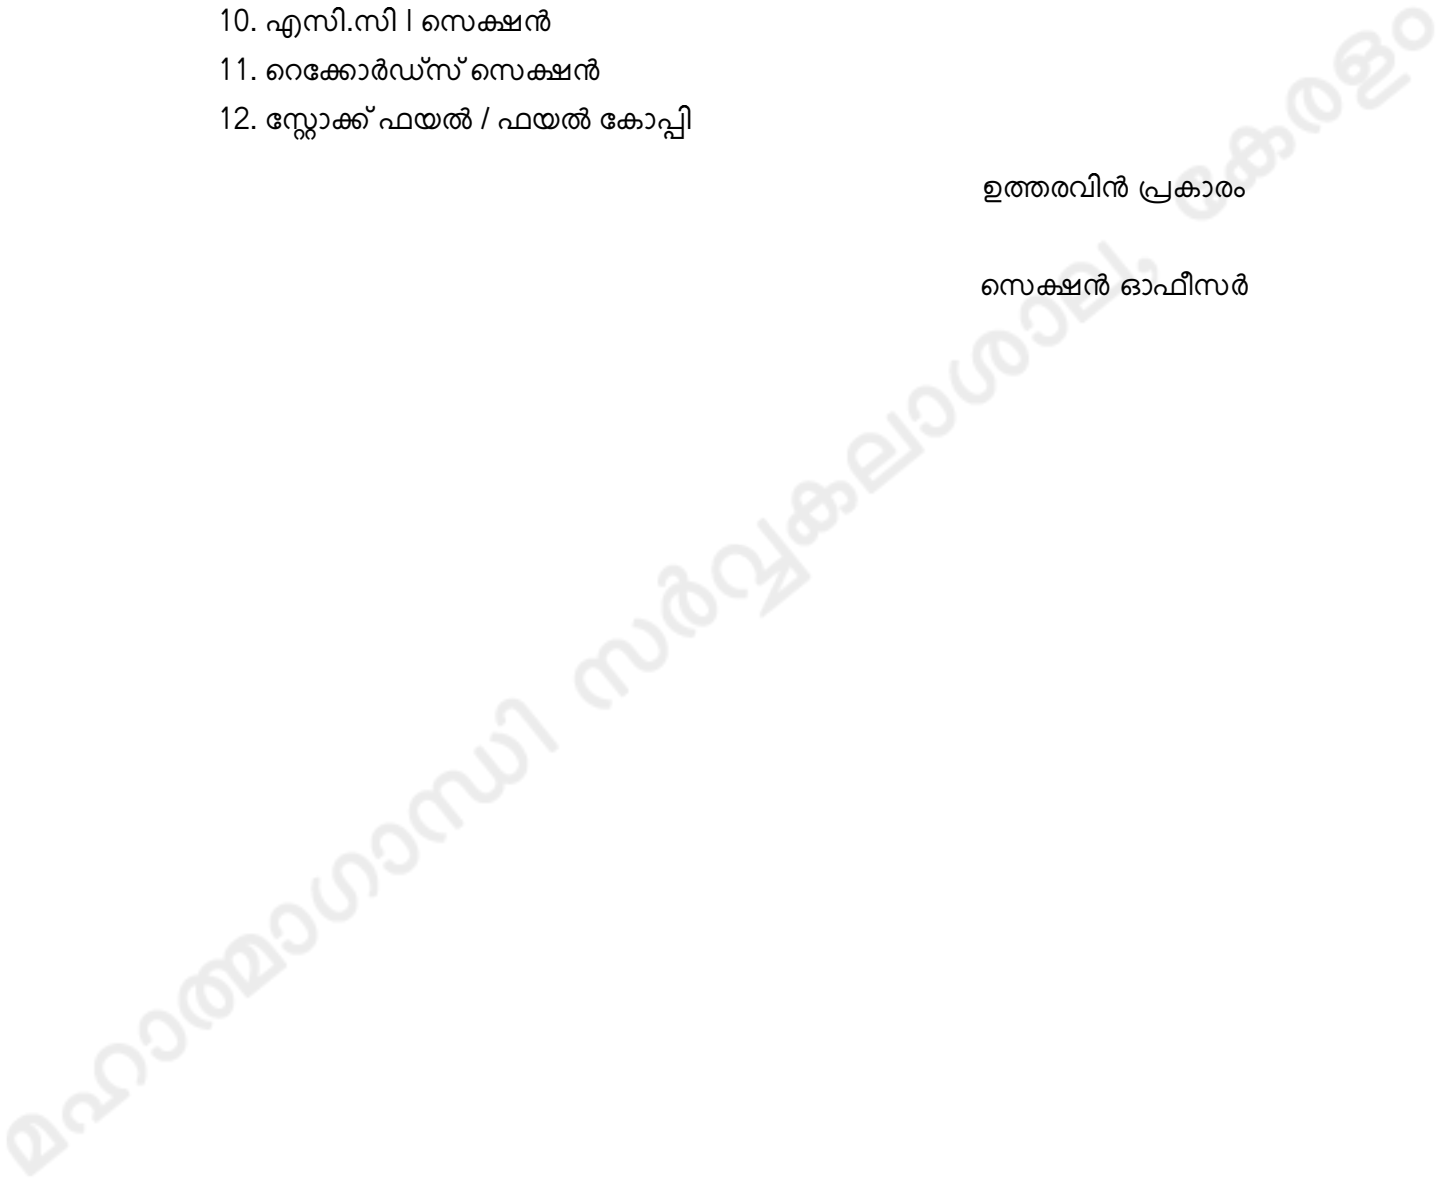 10. എസി.സി I സെക്ഷൻ
11. റെക്കോർഡ്സ് സെക്ഷൻ
12. സ്റ്റോക്ക് ഫയൽ / ഫയൽ കോപ്പി
ഉത്തരവിൻ പ്രകാരം
സെക്ഷൻ ഓഫീസർ
മഹാത്മാഗാന്ധി സർവ്വകലാശാല, കേരളം